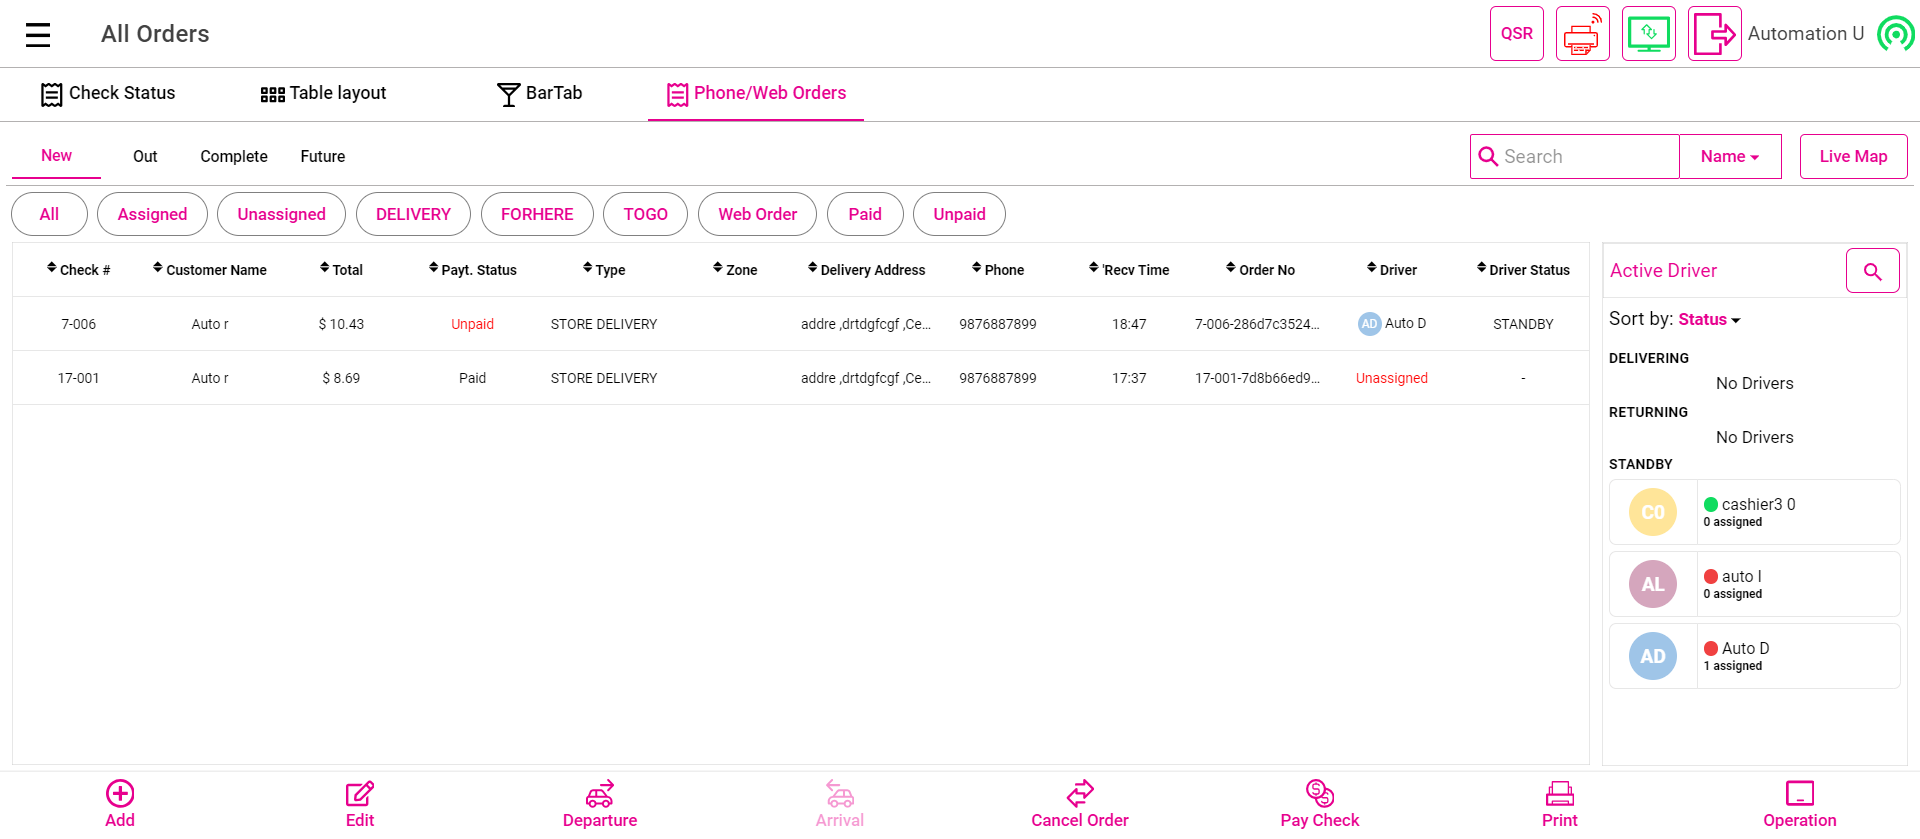 All Orders
QSR
Automation U
Check Status
Table layout
BarTab
Phone/Web Orders
New
Out
Complete
Future
Search
Name
Live Map
All
Assigned
Unassigned
DELIVERY
FORHERE
TOGO
Web Order
Paid
Unpaid
Check # Customer Name Total Payt. Status Type Zone Delivery Address Phone 'Recv Time Order No Driver Driver Status
7-006 Auto r $ 10.43 Unpaid STORE DELIVERY addre ,drtdgfcgf ,Ce... 9876887899 18:47 7-006-286d7c3524... AD Auto D STANDBY
17-001 Auto r $ 8.69 Paid STORE DELIVERY addre ,drtdgfcgf ,Ce... 9876887899 17:37 17-001-7d8b66ed9... Unassigned -
Active Driver
Sort by: Status
DELIVERING
No Drivers
RETURNING
No Drivers
STANDBY
C0
cashier3 0
0 assigned
AL
auto l
0 assigned
AD
Auto D
1 assigned
Add
Edit
Departure
Arrival
Cancel Order
Pay Check
Print
Operation